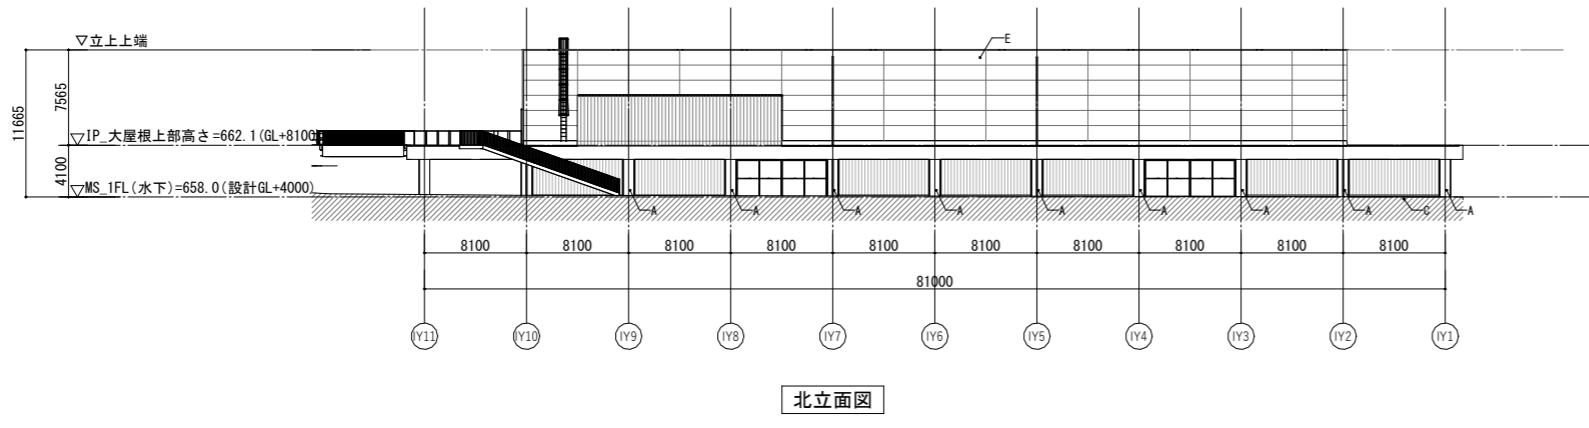 ▽立上上端
E
7565
11665
▽IP_大屋根上部高さ=662.1(GL+8100)
4100
▽MS_1FL(水下)=658.0(設計GL+4000)
A A A A A A A A C A
8100 8100 8100 8100 8100 8100 8100 8100 8100 8100
81000
IY11 IY10 IY9 IY8 IY7 IY6 IY5 IY4 IY3 IY2 IY1
北立面図